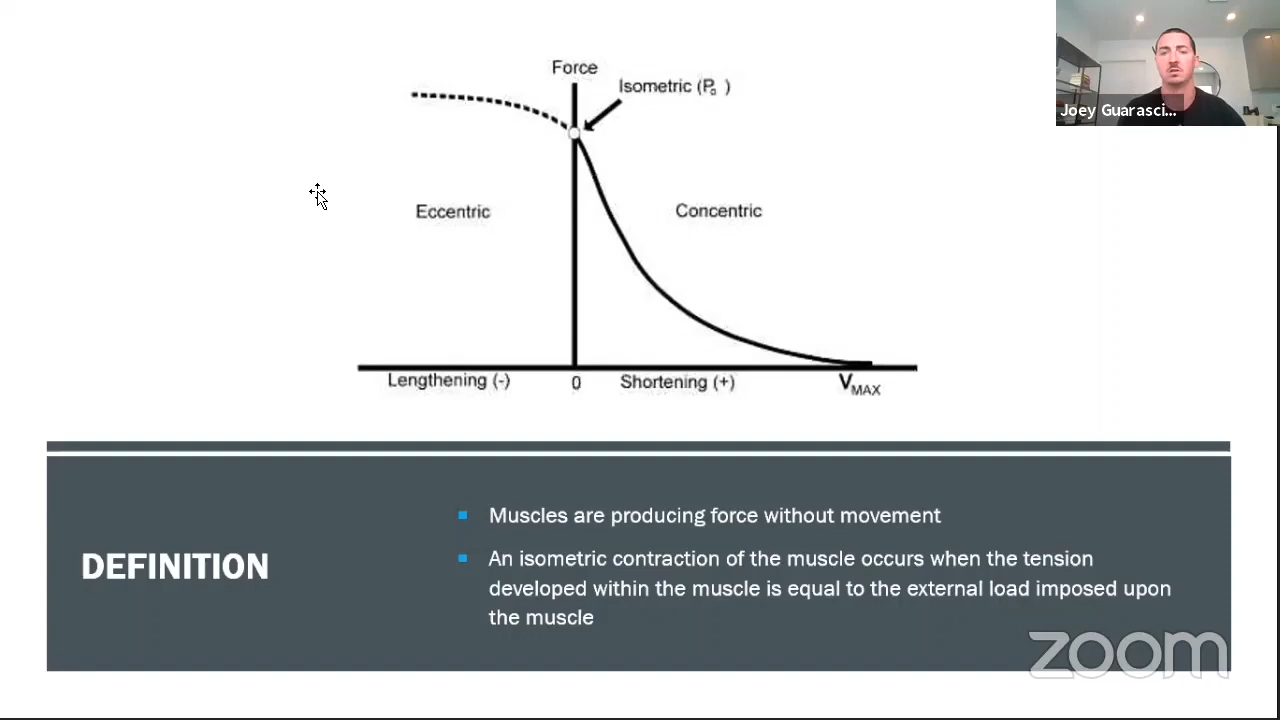 Force
Isometric (Po)
Joey Guarasci...
Eccentric
Concentric
Lengthening (-)
0
Shortening (+)
VMAX
DEFINITION
Muscles are producing force without movement
An isometric contraction of the muscle occurs when the tension
developed within the muscle is equal to the external load imposed upon
the muscle
zoom